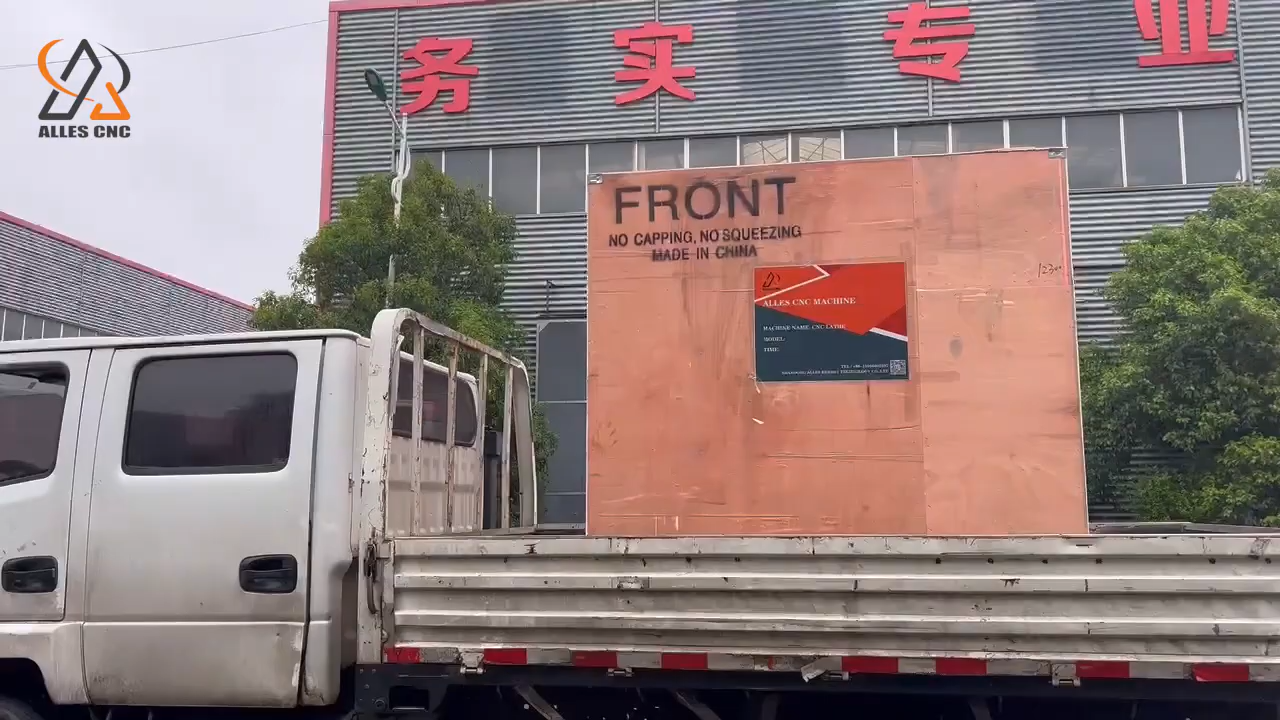 ALLES CNC
务实专业
FRONT
NO CAPPING, NO SQUEEZING
MADE IN CHINA
1230
ALLES CNC MACHINE
MACHINE NAME: CNC LATHE
MODEL:
TIME: